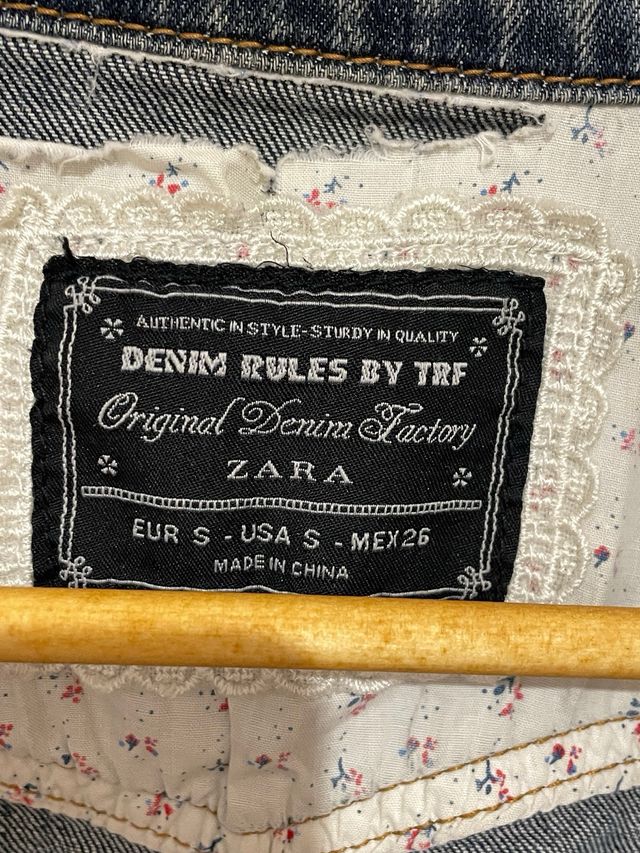 AUTHENTIC IN STYLE-STURDY IN QUALITY
DENIM RULES BY TRF
Original Denim Factory
ZARA
EUR S - USA S - MEX 26
MADE IN CHINA